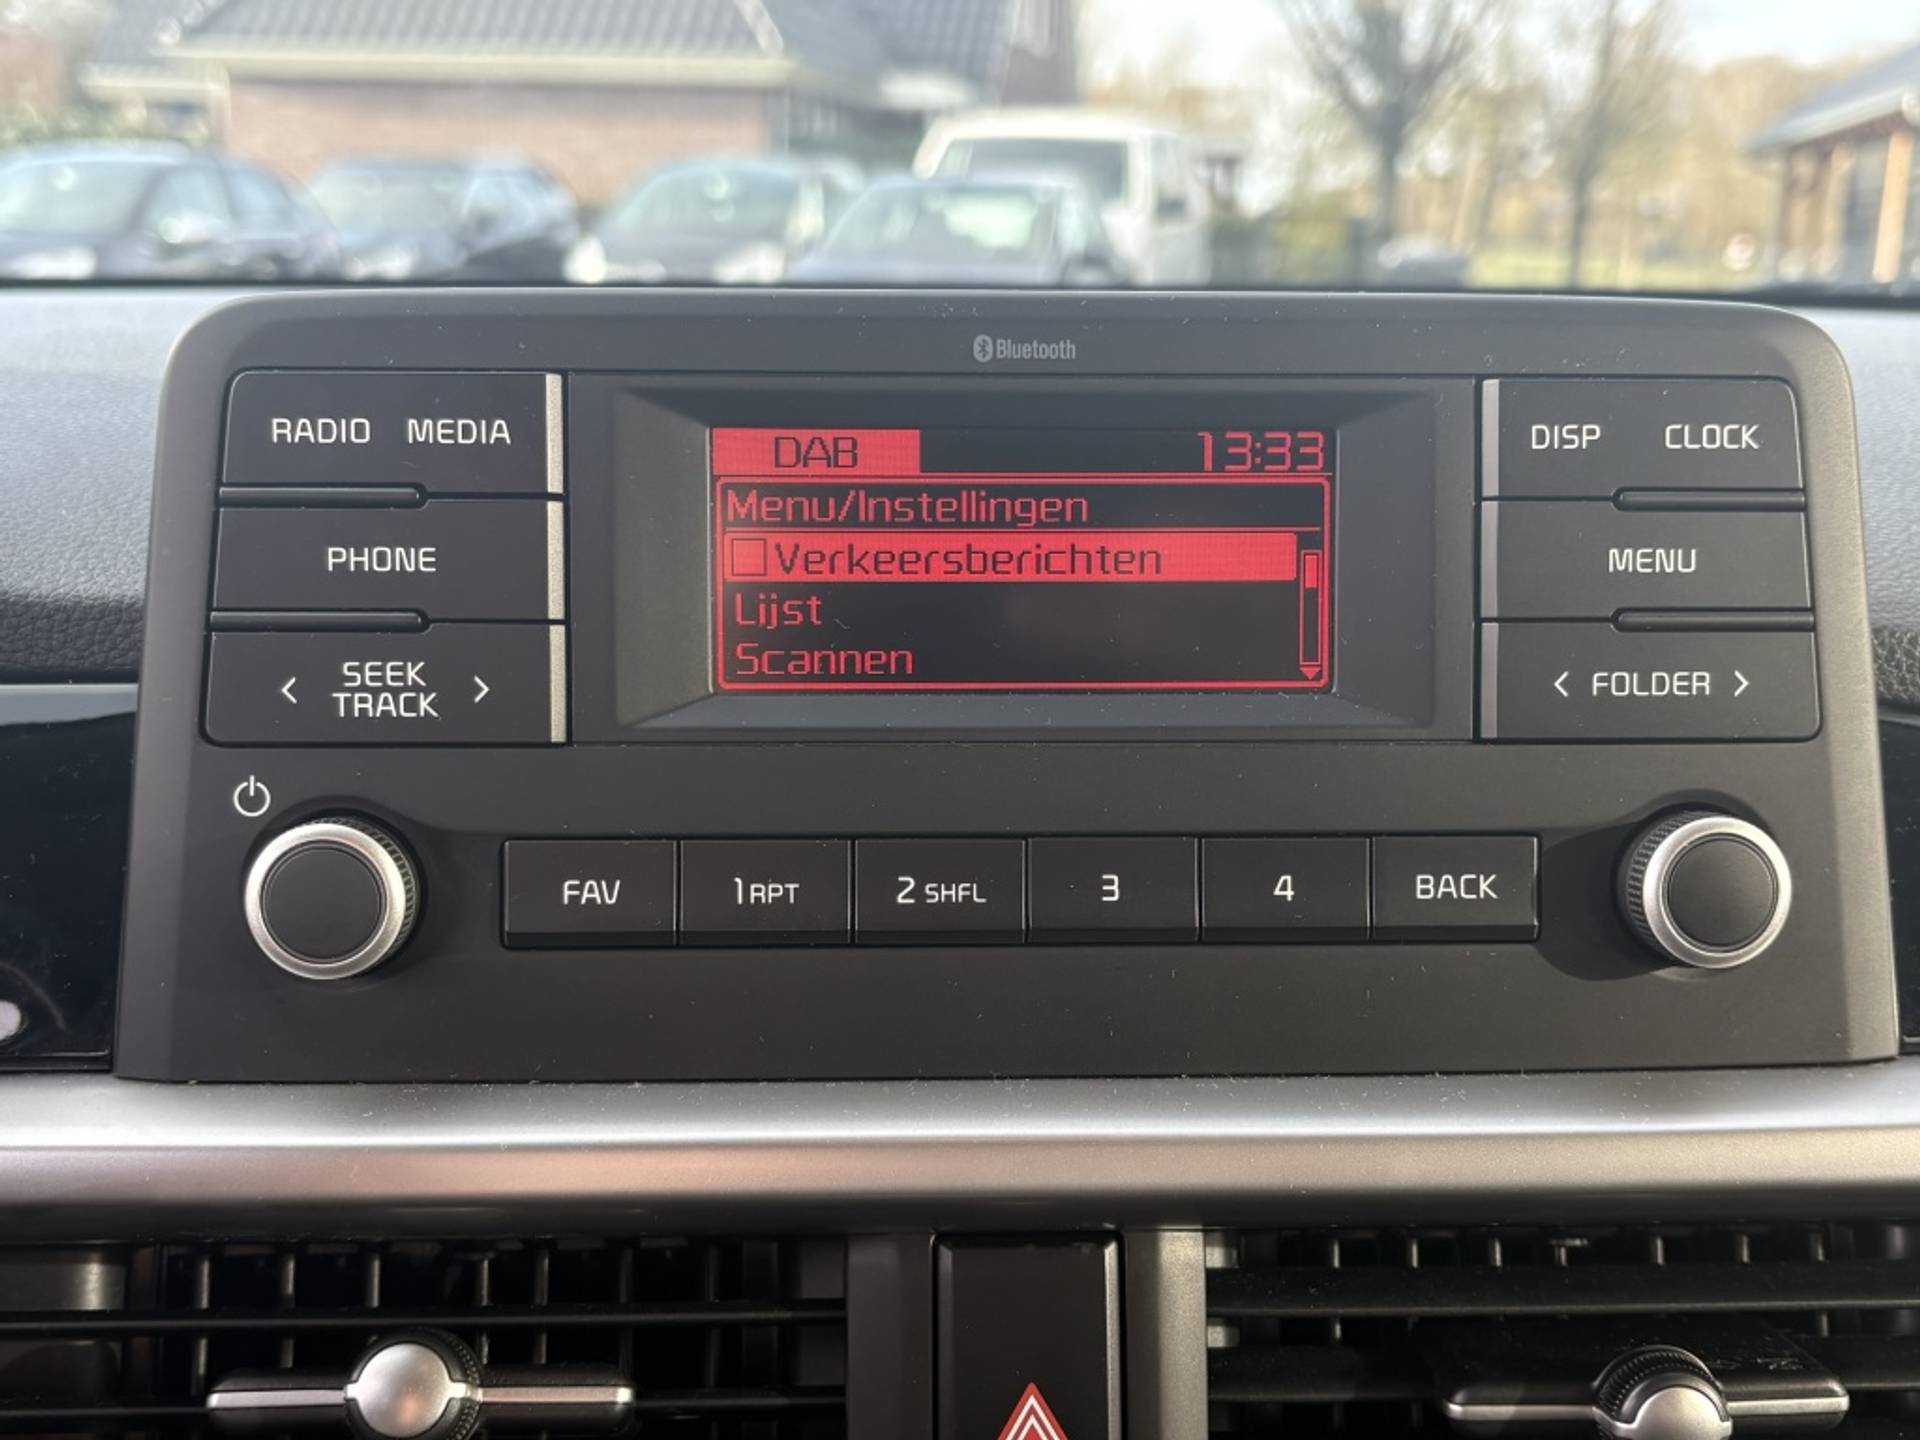 Bluetooth
RADIO MEDIA
PHONE
< SEEK TRACK >
DAB 13:33
Menu/Instellingen
Verkeersberichten
Lijst
Scannen
DISP CLOCK
MENU
< FOLDER >
FAV 1 RPT 2 SHFL 3 4 BACK